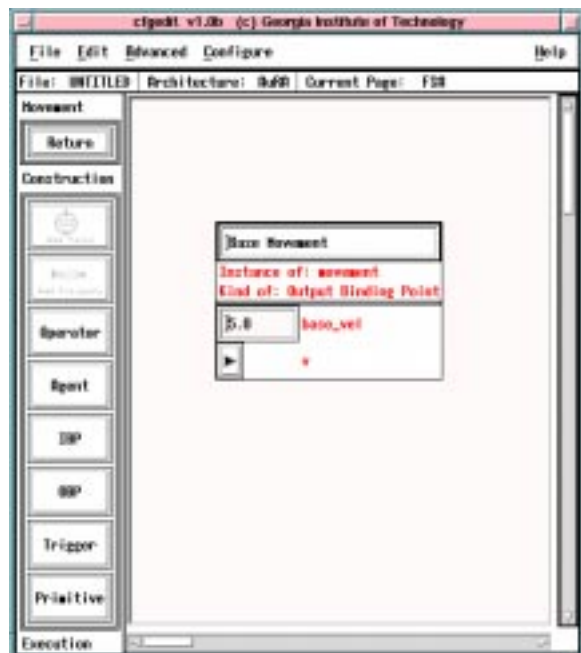 cfgedit v1.0b (c) Georgia Institute of Technology
File Edit Advanced Configure Help
File: UNTITLED Architecture: AuRA Current Page: FSA
Movement
Return
Construction
Operator
Agent
IBP
OBP
Trigger
Primitive
Execution
Base Movement
Instance of: movement
Kind of: Output Binding Point
5.0 base_vel
v